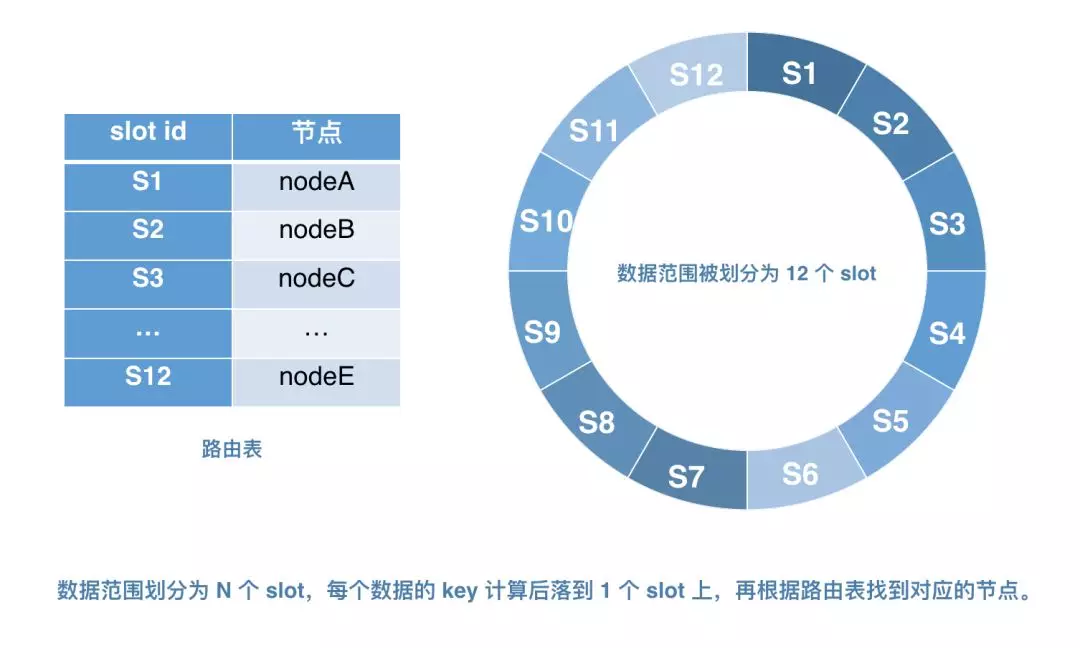 slot id 节点
S1 nodeA
S2 nodeB
S3 nodeC
... ...
S12 nodeE
路由表
S1
S2
S3
S4
S5
S6
S7
S8
S9
S10
S11
S12
数据范围被划分为 12 个 slot
数据范围划分为 N 个 slot，每个数据的 key 计算后落到 1 个 slot 上，再根据路由表找到对应的节点。